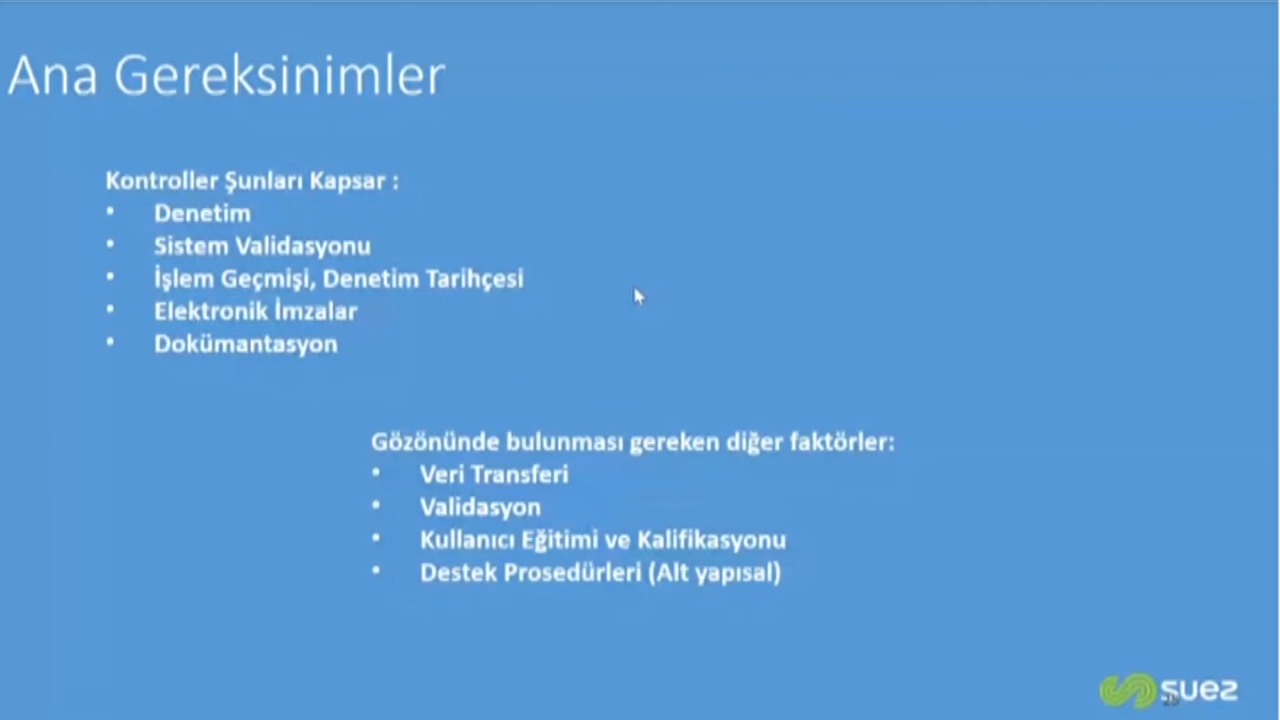 Ana Gereksinimler
Kontroller Şunları Kapsar :
• Denetim
• Sistem Validasyonu
• İşlem Geçmişi, Denetim Tarihçesi
• Elektronik İmzalar
• Dokümantasyon
Gözönünde bulunması gereken diğer faktörler:
• Veri Transferi
• Validasyon
• Kullanıcı Eğitimi ve Kalifikasyonu
• Destek Prosedürleri (Alt yapısal)
suez